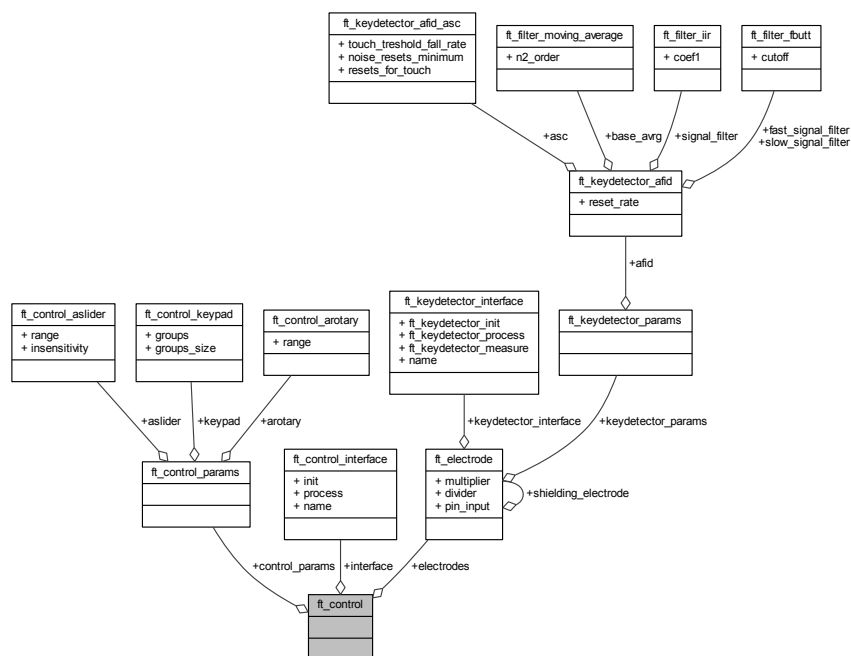 ft_keydetector_afid_asc
+ touch_treshold_fall_rate
+ noise_resets_minimum
+ resets_for_touch
ft_filter_moving_average
+ n2_order
ft_filter_iir
+ coef1
ft_filter_fbutt
+ cutoff
+asc
+base_avrg
+signal_filter
+fast_signal_filter
+slow_signal_filter
ft_keydetector_afid
+ reset_rate
+afid
ft_control_aslider
+ range
+ insensitivity
ft_control_keypad
+ groups
+ groups_size
ft_control_arotary
+ range
ft_keydetector_interface
+ ft_keydetector_init
+ ft_keydetector_process
+ ft_keydetector_measure
+ name
ft_keydetector_params
+aslider
+keypad
+arotary
+keydetector_interface
+keydetector_params
ft_control_params
ft_control_interface
+ init
+ process
+ name
ft_electrode
+ multiplier
+ divider
+ pin_input
+shielding_electrode
+control_params
+interface
+electrodes
ft_control